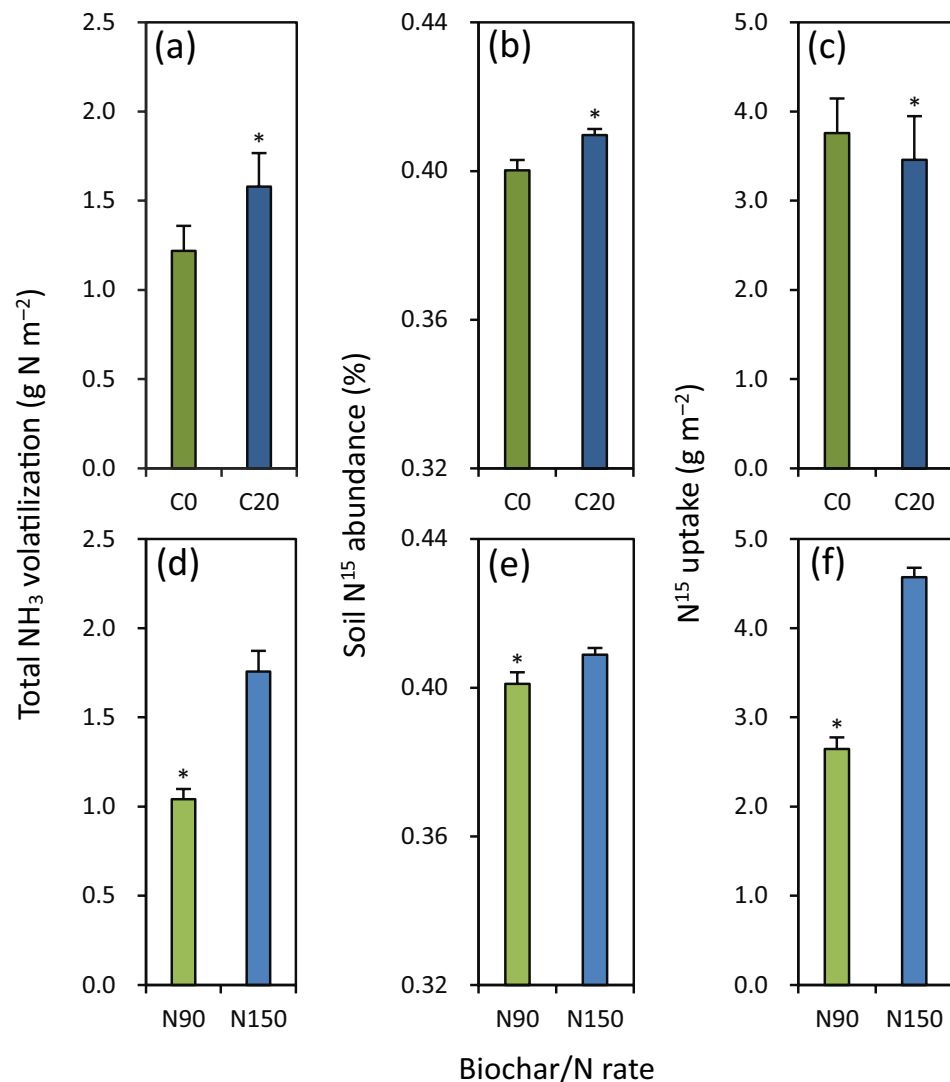 Total NH₃ volatilization (g N m⁻²)
2.5
2.0
1.5
1.0
0.5
0.0
(a)
*
C0 C20
Soil N¹⁵ abundance (%)
0.44
0.40
0.36
0.32
(b)
*
C0 C20
N¹⁵ uptake (g m⁻²)
5.0
4.0
3.0
2.0
1.0
0.0
(c)
*
C0 C20
2.5
2.0
1.5
1.0
0.5
0.0
(d)
*
N90 N150
0.44
0.40
0.36
0.32
(e)
*
N90 N150
5.0
4.0
3.0
2.0
1.0
0.0
(f)
*
N90 N150
Biochar/N rate